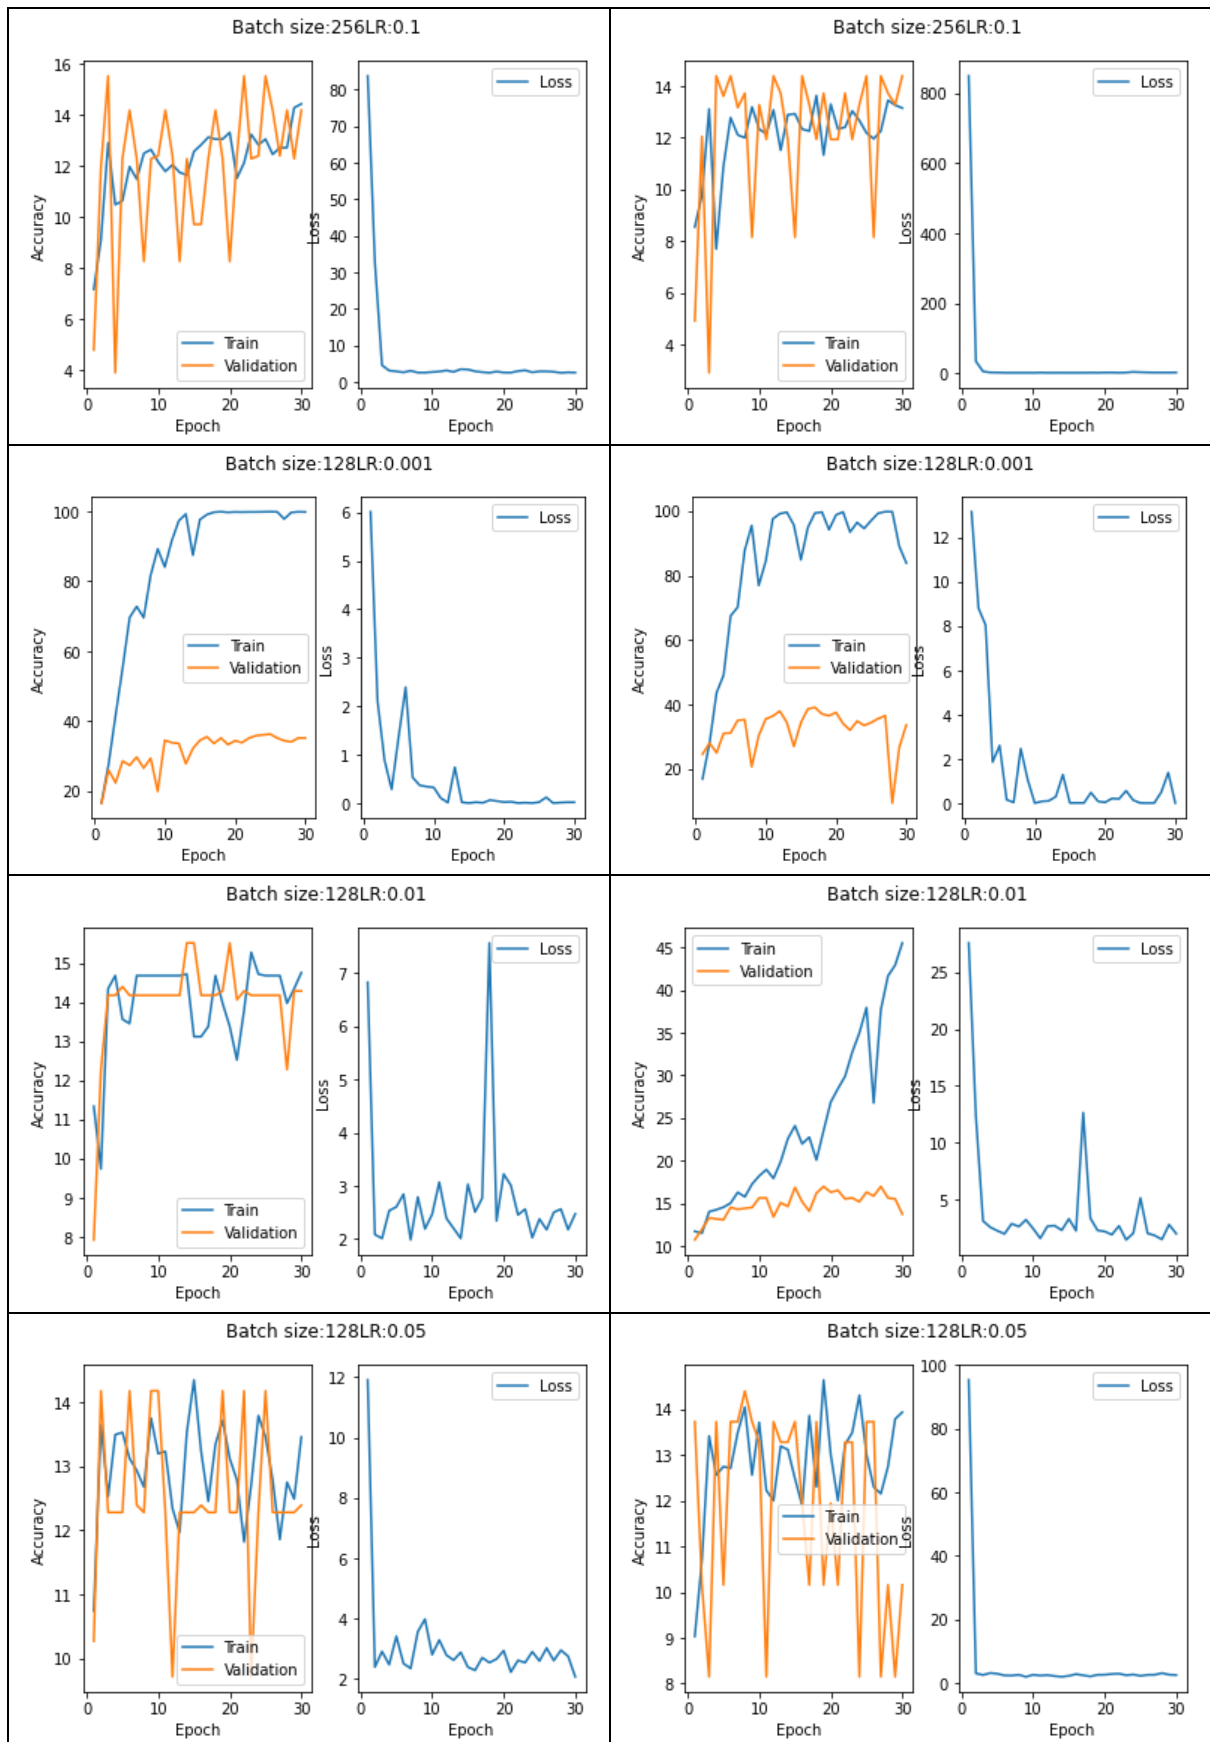 Batch size:256LR:0.1
16
14
12
10
8
6
4
Accuracy
Train
Validation
0
10
20
30
Epoch
80
70
60
50
40
30
20
10
0
Loss
Loss
0
10
20
30
Epoch
Batch size:256LR:0.1
14
12
10
8
6
4
Accuracy
Train
Validation
0
10
20
30
Epoch
800
600
400
200
0
Loss
Loss
0
10
20
30
Epoch
Batch size:128LR:0.001
100
80
60
40
20
Accuracy
Train
Validation
0
10
20
30
Epoch
6
5
4
3
2
1
0
Loss
Loss
0
10
20
30
Epoch
Batch size:128LR:0.001
100
80
60
40
20
Accuracy
Train
Validation
0
10
20
30
Epoch
12
10
8
6
4
2
0
Loss
Loss
0
10
20
30
Epoch
Batch size:128LR:0.01
15
14
13
12
11
10
9
8
Accuracy
Train
Validation
0
10
20
30
Epoch
7
6
5
4
3
2
Loss
Loss
0
10
20
30
Epoch
Batch size:128LR:0.01
45
40
35
30
25
20
15
10
Accuracy
Train
Validation
0
10
20
30
Epoch
25
20
15
10
5
Loss
Loss
0
10
20
30
Epoch
Batch size:128LR:0.05
14
13
12
11
10
Accuracy
Train
Validation
0
10
20
30
Epoch
12
10
8
6
4
2
Loss
Loss
0
10
20
30
Epoch
Batch size:128LR:0.05
14
13
12
11
10
9
8
Accuracy
Train
Validation
0
10
20
30
Epoch
100
80
60
40
20
0
Loss
Loss
0
10
20
30
Epoch